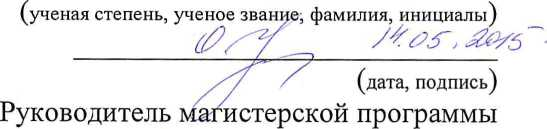 (ученая степень, ученое звание, фамилия, инициалы)
14.05.2015
(дата, подпись)
Руководитель магистерской программы